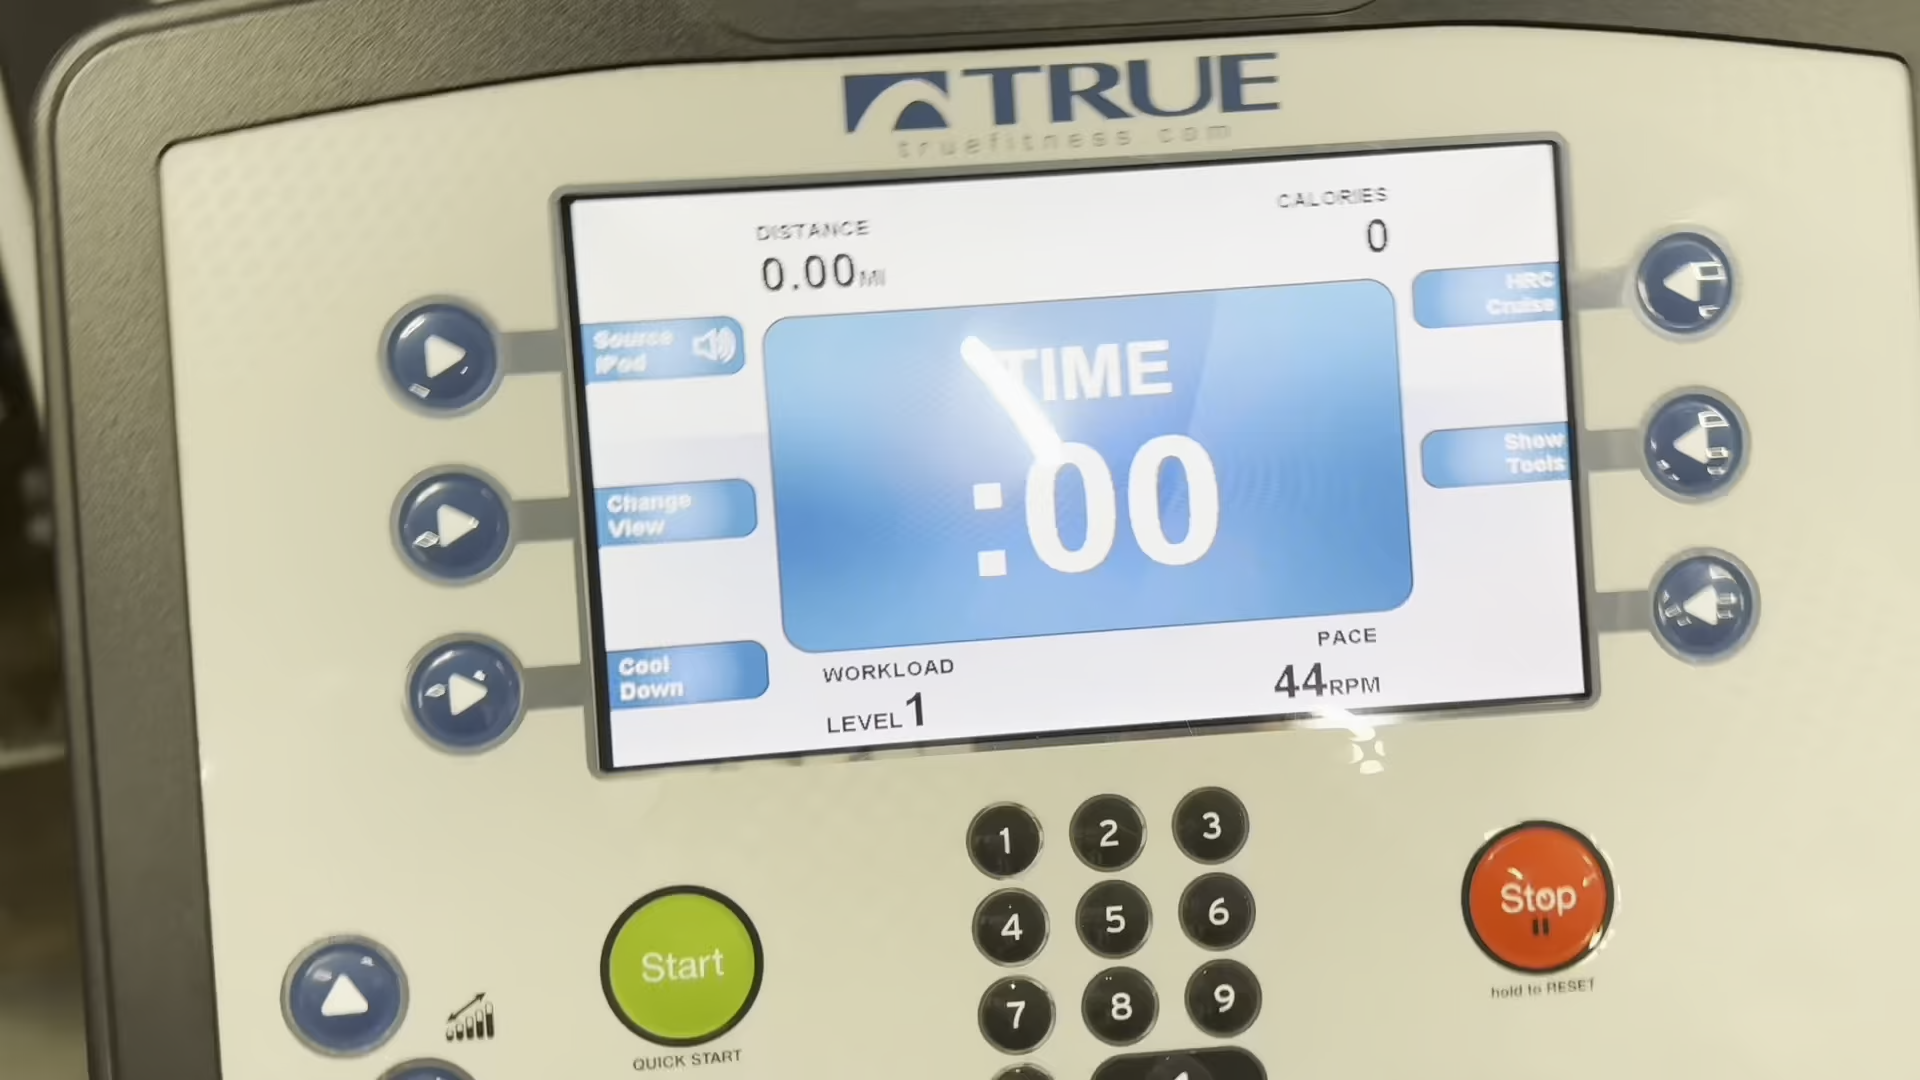 TRUE
truefitness.com
DISTANCE
0.00MI
CALORIES
0
Source
iPod
HRC
Cruise
TIME
:00
Change
View
Show
Tools
Cool
Down
WORKLOAD
LEVEL 1
PACE
44RPM
1 2 3
4 5 6
7 8 9
Start
QUICK START
Stop
hold to RESET